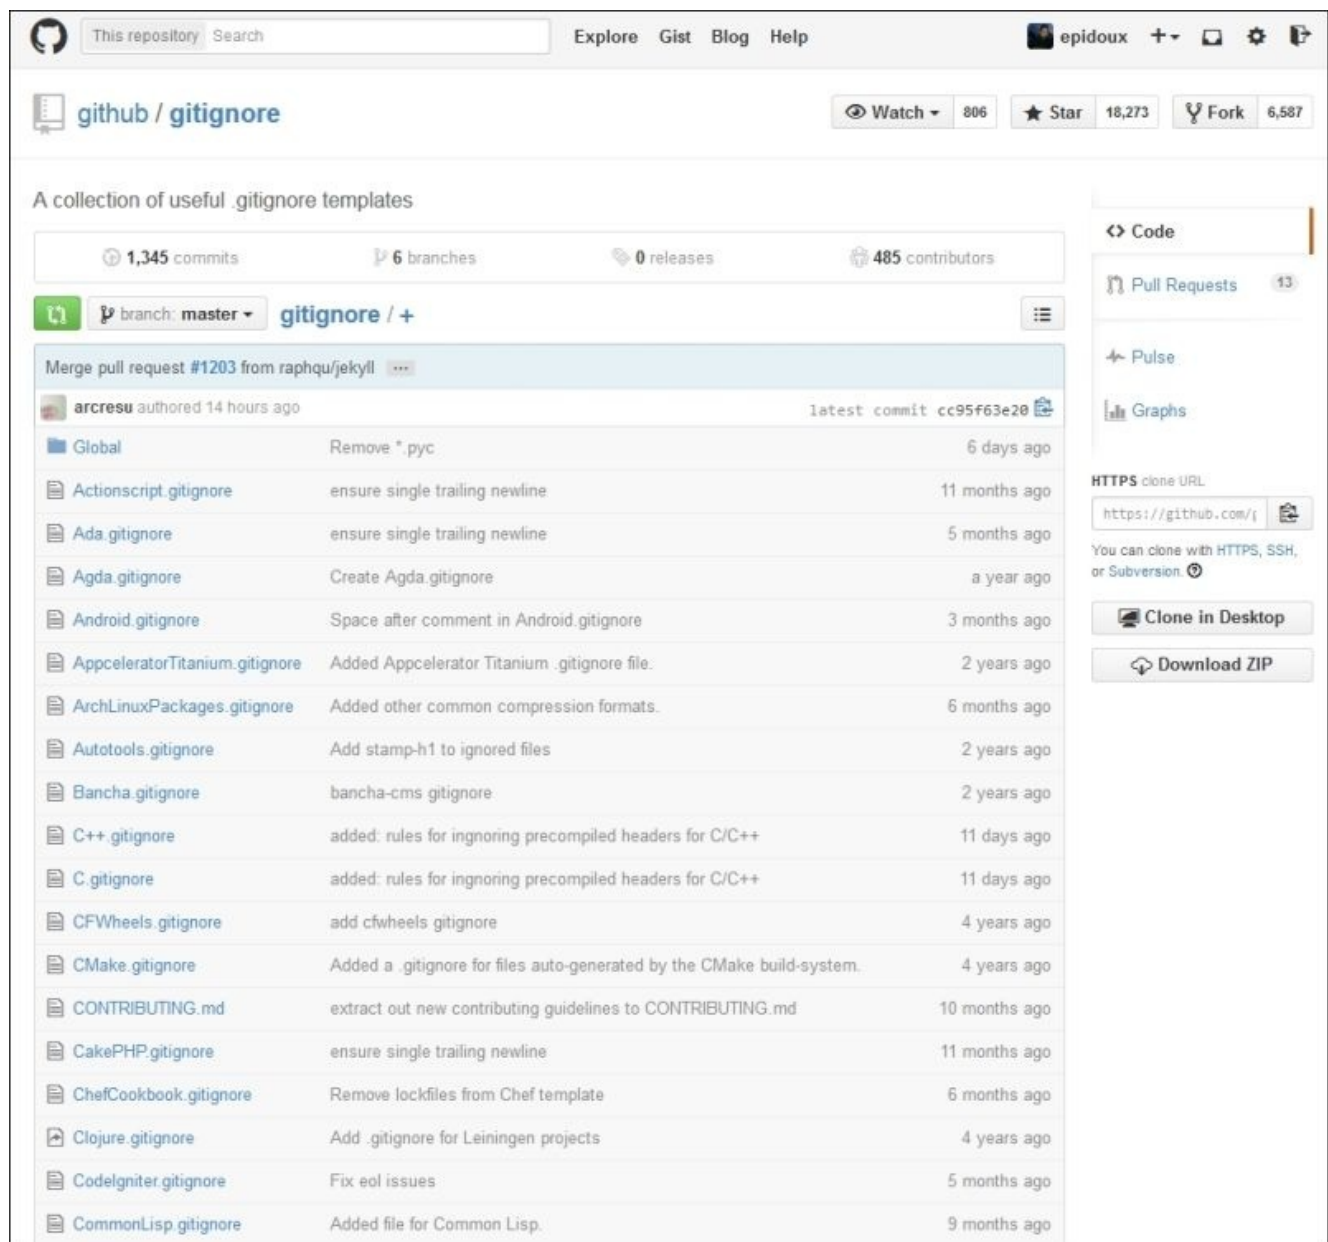 This repository Search Explore Gist Blog Help epidoux
github / gitignore Watch 806 Star 18,273 Fork 6,587
A collection of useful .gitignore templates
1,345 commits 6 branches 0 releases 485 contributors
branch: master gitignore / +
Merge pull request #1203 from raphqu/jekyll ...
arcresu authored 14 hours ago latest commit cc95f63e20
Global Remove *.pyc 6 days ago
Actionscript.gitignore ensure single trailing newline 11 months ago
Ada.gitignore ensure single trailing newline 5 months ago
Agda.gitignore Create Agda.gitignore a year ago
Android.gitignore Space after comment in Android.gitignore 3 months ago
AppceleratorTitanium.gitignore Added Appcelerator Titanium .gitignore file. 2 years ago
ArchLinuxPackages.gitignore Added other common compression formats. 6 months ago
Autotools.gitignore Add stamp-h1 to ignored files 2 years ago
Bancha.gitignore bancha-cms gitignore 2 years ago
C++.gitignore added: rules for ingnoring precompiled headers for C/C++ 11 days ago
C.gitignore added: rules for ingnoring precompiled headers for C/C++ 11 days ago
CFWheels.gitignore add cfwheels gitignore 4 years ago
CMake.gitignore Added a .gitignore for files auto-generated by the CMake build-system. 4 years ago
CONTRIBUTING.md extract out new contributing guidelines to CONTRIBUTING.md 10 months ago
CakePHP.gitignore ensure single trailing newline 11 months ago
ChefCookbook.gitignore Remove lockfiles from Chef template 6 months ago
Clojure.gitignore Add .gitignore for Leiningen projects 4 years ago
CodeIgniter.gitignore Fix eol issues 5 months ago
CommonLisp.gitignore Added file for Common Lisp. 9 months ago
<> Code
Pull Requests 13
Pulse
Graphs
HTTPS clone URL
https://github.com/g
You can clone with HTTPS, SSH,
or Subversion.
Clone in Desktop
Download ZIP